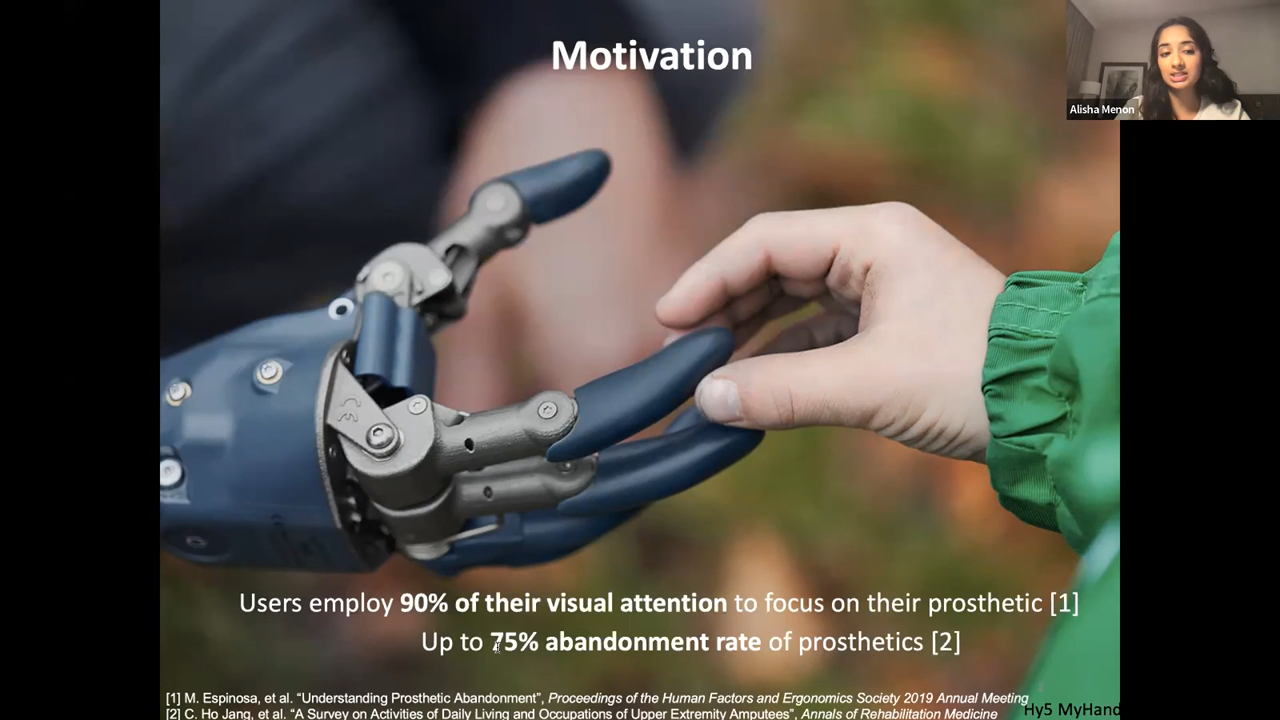 Motivation
Alisha Menon
Users employ 90% of their visual attention to focus on their prosthetic [1]
Up to 75% abandonment rate of prosthetics [2]
[1] M. Espinosa, et al. “Understanding Prosthetic Abandonment”, Proceedings of the Human Factors and Ergonomics Society 2019 Annual Meeting
[2] C. Ho Jang, et al. “A Survey on Activities of Daily Living and Occupations of Upper Extremity Amputees”, Annals of Rehabilitation Medicine
Hy5 MyHand
CE